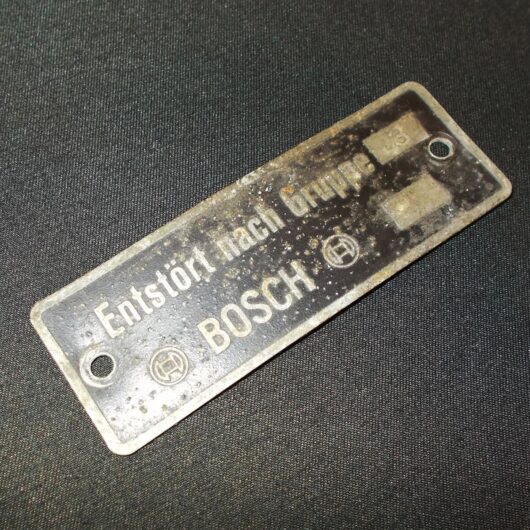 Entstört nach Gruppe
BOSCH